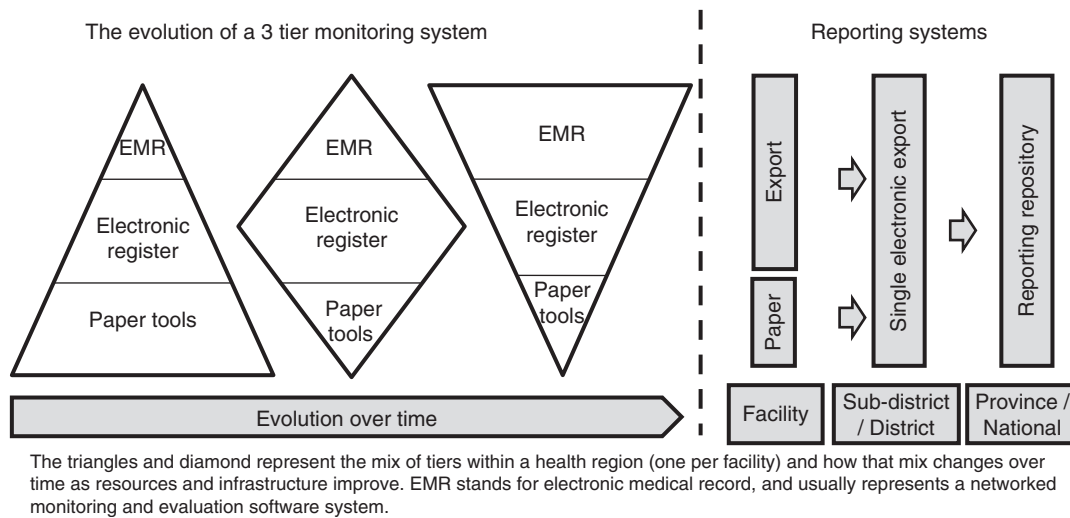 The evolution of a 3 tier monitoring system
EMR
Electronic
register
Paper tools
EMR
Electronic
register
Paper
tools
EMR
Electronic
register
Paper
tools
Evolution over time
Reporting systems
Export
Paper
Single electronic export
Reporting repository
Facility
Sub-district
/ District
Province /
National
The triangles and diamond represent the mix of tiers within a health region (one per facility) and how that mix changes over
time as resources and infrastructure improve. EMR stands for electronic medical record, and usually represents a networked
monitoring and evaluation software system.